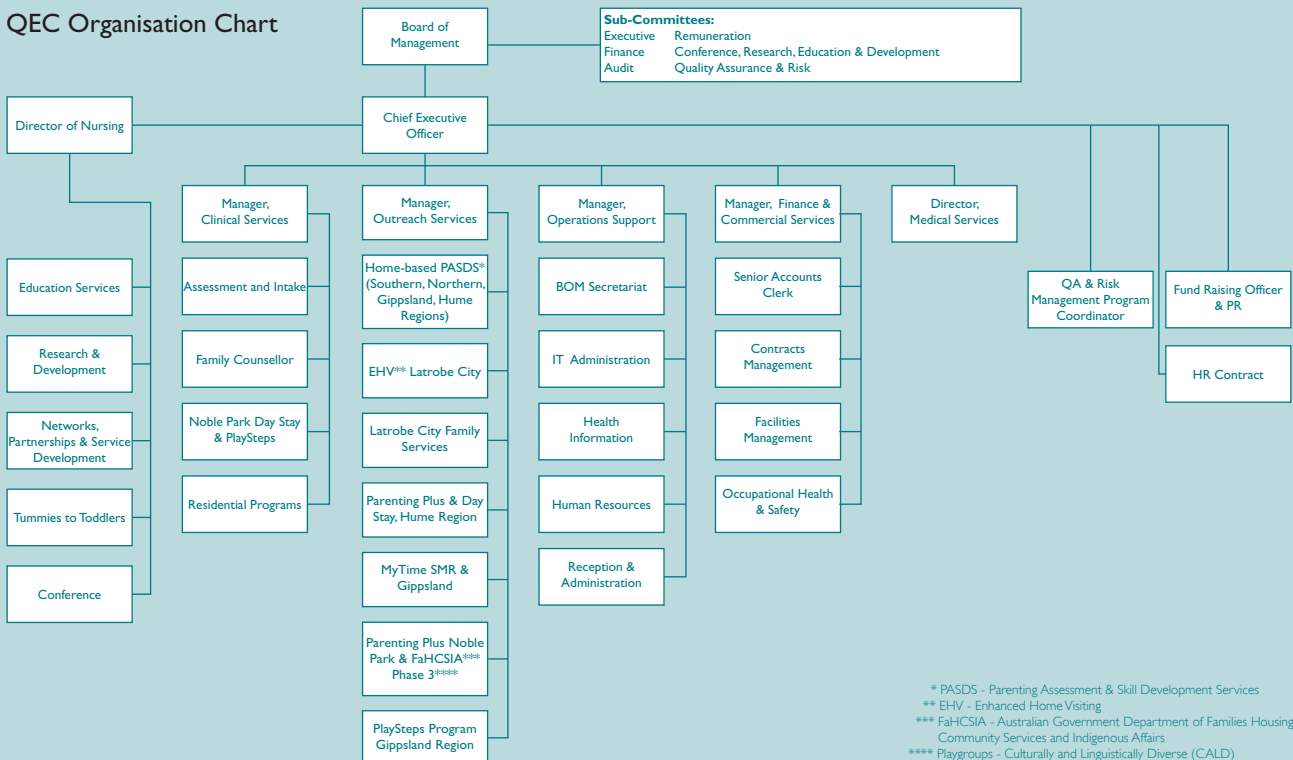 QEC Organisation Chart
Board of
Management
Sub-Committees:
Executive Remuneration
Finance Conference, Research, Education & Development
Audit Quality Assurance & Risk
Director of Nursing
Chief Executive
Officer
Manager,
Clinical Services
Manager,
Outreach Services
Manager,
Operations Support
Manager, Finance &
Commercial Services
Director,
Medical Services
Education Services
Research &
Development
Networks,
Partnerships & Service
Development
Tummies to Toddlers
Conference
Assessment and Intake
Family Counsellor
Noble Park Day Stay
& PlaySteps
Residential Programs
Home-based PASDS*
(Southern, Northern,
Gippsland, Hume
Regions)
EHV** Latrobe City
Latrobe City Family
Services
Parenting Plus & Day
Stay, Hume Region
MyTime SMR &
Gippsland
Parenting Plus Noble
Park & FaHCSIA***
Phase 3****
PlaySteps Program
Gippsland Region
BOM Secretariat
IT Administration
Health
Information
Human Resources
Reception &
Administration
Senior Accounts
Clerk
Contracts
Management
Facilities
Management
Occupational Health
& Safety
QA & Risk
Management Program
Coordinator
Fund Raising Officer
& PR
HR Contract
* PASDS - Parenting Assessment & Skill Development Services
** EHV - Enhanced Home Visiting
*** FaHCSIA - Australian Government Department of Families Housing
Community Services and Indigenous Affairs
**** Playgroups - Culturally and Linguistically Diverse (CALD)